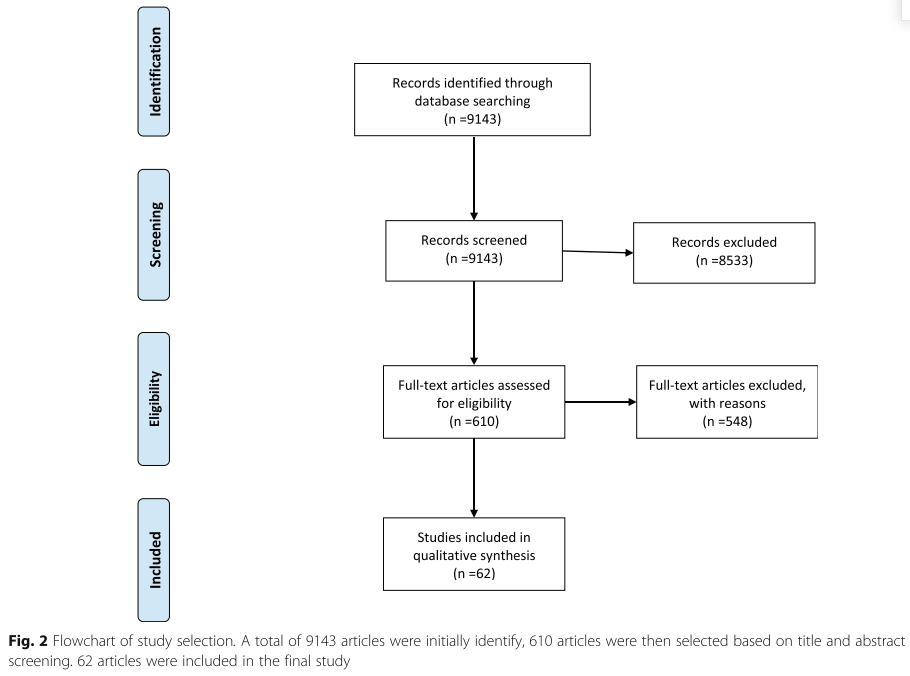 Identification
Records identified through
database searching
(n =9143)
Screening
Records screened
(n =9143)
Records excluded
(n =8533)
Eligibility
Full-text articles assessed
for eligibility
(n =610)
Full-text articles excluded,
with reasons
(n =548)
Included
Studies included in
qualitative synthesis
(n =62)
Fig. 2 Flowchart of study selection. A total of 9143 articles were initially identify, 610 articles were then selected based on title and abstract
screening. 62 articles were included in the final study